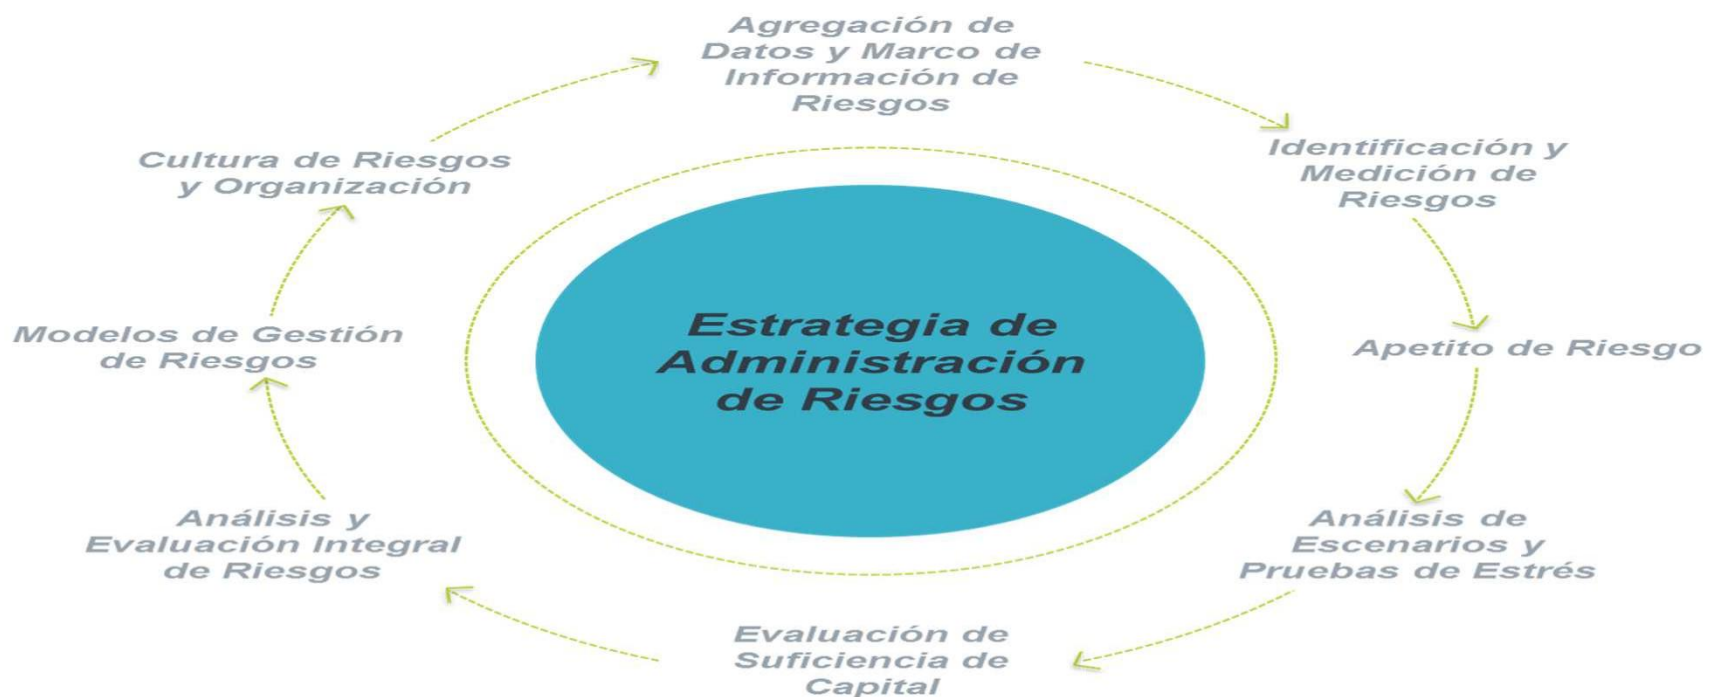 Agregación de
Datos y Marco de
Información de
Riesgos
Identificación y
Medición de
Riesgos
Apetito de Riesgo
Análisis de
Escenarios y
Pruebas de Estrés
Evaluación de
Suficiencia de
Capital
Análisis y
Evaluación Integral
de Riesgos
Modelos de Gestión
de Riesgos
Cultura de Riesgos
y Organización
Estrategia de
Administración
de Riesgos